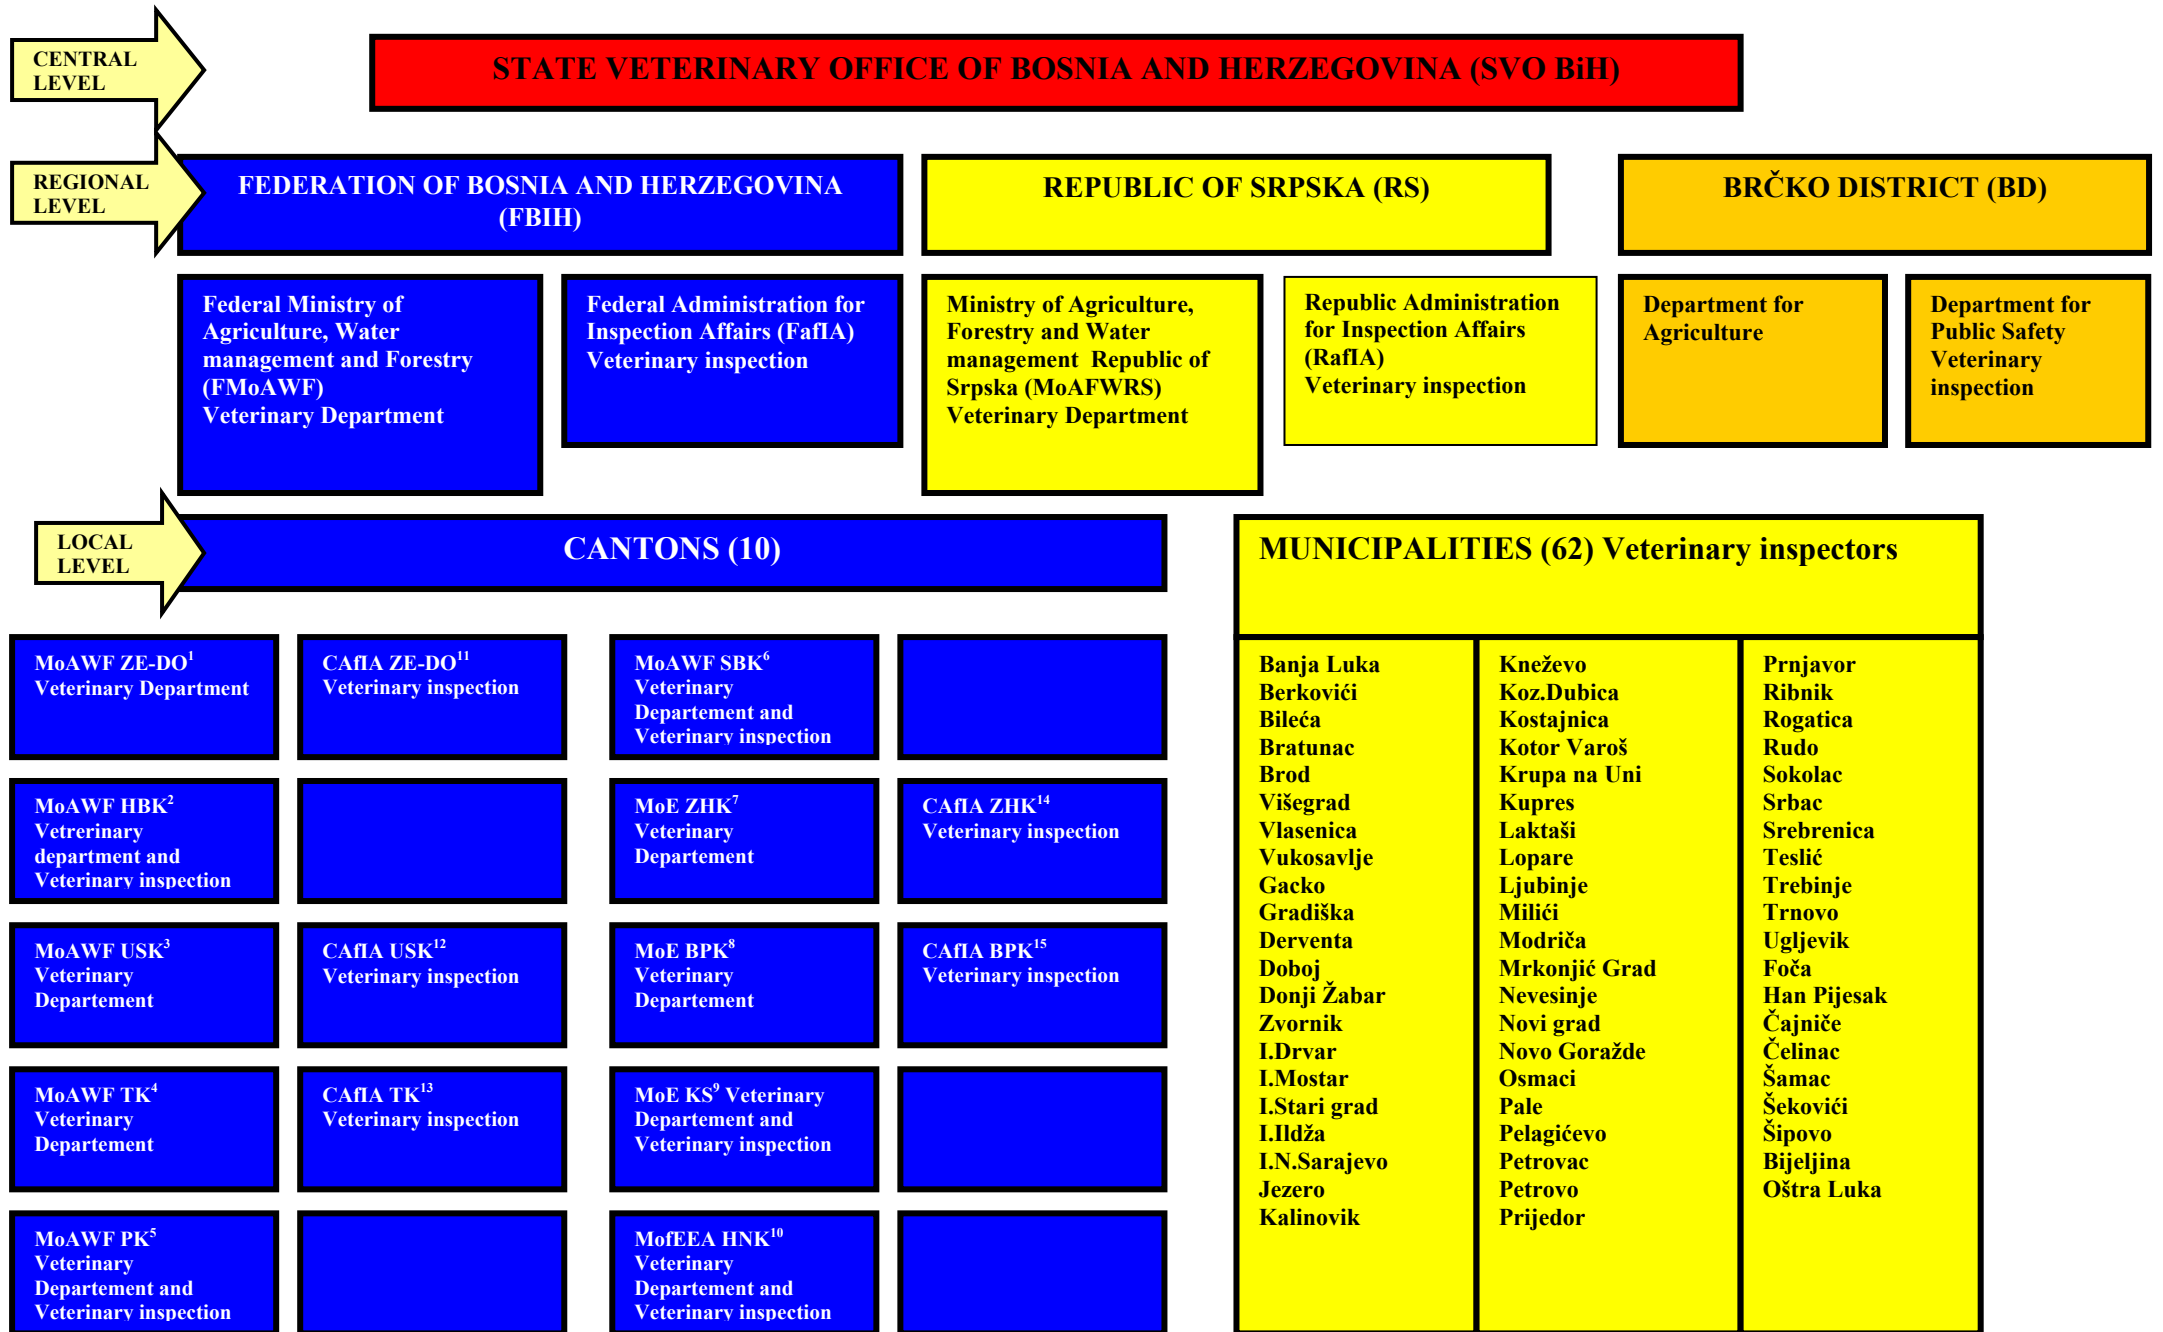 CENTRAL
LEVEL
STATE VETERINARY OFFICE OF BOSNIA AND HERZEGOVINA (SVO BiH)
REGIONAL
LEVEL
FEDERATION OF BOSNIA AND HERZEGOVINA
(FBIH)
REPUBLIC OF SRPSKA (RS)
BRČKO DISTRICT (BD)
Federal Ministry of
Agriculture, Water
management and Forestry
(FMoAWF)
Veterinary Department
Federal Administration for
Inspection Affairs (FafIA)
Veterinary inspection
Ministry of Agriculture,
Forestry and Water
management Republic of
Srpska (MoAFWRS)
Veterinary Department
Republic Administration
for Inspection Affairs
(RafIA)
Veterinary inspection
Department for
Agriculture
Department for
Public Safety
Veterinary
inspection
LOCAL
LEVEL
CANTONS (10)
MUNICIPALITIES (62) Veterinary inspectors
MoAWF ZE-DO1
Veterinary Department
CAfIA ZE-DO11
Veterinary inspection
MoAWF SBK6
Veterinary
Departement and
Veterinary inspection
MoAWF HBK2
Vetrerinary
department and
Veterinary inspection
MoE ZHK7
Veterinary
Departement
CAfIA ZHK14
Veterinary inspection
MoAWF USK3
Veterinary
Departement
CAfIA USK12
Veterinary inspection
MoE BPK8
Veterinary
Departement
CAfIA BPK15
Veterinary inspection
MoAWF TK4
Veterinary
Departement
CAfIA TK13
Veterinary inspection
MoE KS9 Veterinary
Departement and
Veterinary inspection
MoAWF PK5
Veterinary
Departement and
Veterinary inspection
MofEEA HNK10
Veterinary
Departement and
Veterinary inspection
Banja Luka
Berkovići
Bileća
Bratunac
Brod
Višegrad
Vlasenica
Vukosavlje
Gacko
Gradiška
Derventa
Doboj
Donji Žabar
Zvornik
I.Drvar
I.Mostar
I.Stari grad
I.Ildža
I.N.Sarajevo
Jezero
Kalinovik
Kneževo
Koz.Dubica
Kostajnica
Kotor Varoš
Krupa na Uni
Kupres
Laktaši
Lopare
Ljubinje
Milići
Modriča
Mrkonjić Grad
Nevesinje
Novi grad
Novo Goražde
Osmaci
Pale
Pelagićevo
Petrovac
Petrovo
Prijedor
Prnjavor
Ribnik
Rogatica
Rudo
Sokolac
Srbac
Srebrenica
Teslić
Trebinje
Trnovo
Ugljevik
Foča
Han Pijesak
Čajniče
Čelinac
Šamac
Šekovići
Šipovo
Bijeljina
Oštra Luka